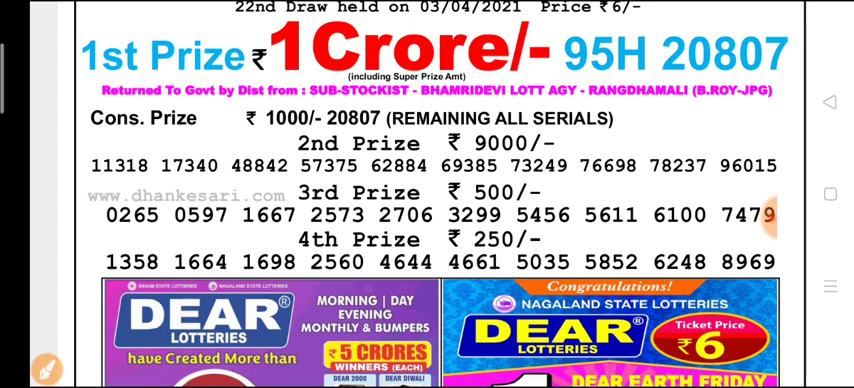 22nd Draw held on 03/04/2021 Price ₹6/-
1st Prize ₹1Crore/- 95H 20807
(including Super Prize Amt)
Returned To Govt by Dist from : SUB-STOCKIST - BHAMRIDEVI LOTT AGY - RANGDHAMALI (B.ROY-JPG)
Cons. Prize ₹ 1000/- 20807 (REMAINING ALL SERIALS)
2nd Prize ₹ 9000/-
11318 17340 48842 57375 62884 69385 73249 76698 78237 96015
www.dhankesari.com 3rd Prize ₹ 500/-
0265 0597 1667 2573 2706 3299 5456 5611 6100 7479
4th Prize ₹ 250/-
1358 1664 1698 2560 4644 4661 5035 5852 6248 8969
SIKKIM STATE LOTTERIES NAGALAND STATE LOTTERIES
DEAR®
LOTTERIES
have Created More than
MORNING | DAY
EVENING
MONTHLY & BUMPERS
₹ 5 CRORES
WINNERS (EACH)
DEAR 2000 DEAR DIWALI
Congratulations!
NAGALAND STATE LOTTERIES
DEAR®
LOTTERIES
Ticket Price
₹6
1 DEAR EARTH FRIDAY